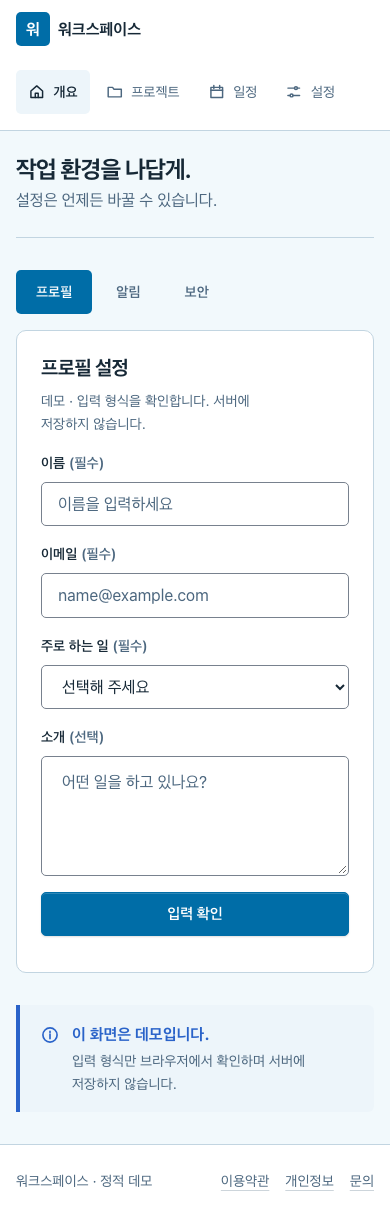 워 워크스페이스
개요 프로젝트 일정 설정
작업 환경을 나답게.
설정은 언제든 바꿀 수 있습니다.
프로필 알림 보안
프로필 설정
데모 · 입력 형식을 확인합니다. 서버에
저장하지 않습니다.
이름 (필수)
이름을 입력하세요
이메일 (필수)
name@example.com
주로 하는 일 (필수)
선택해 주세요
소개 (선택)
어떤 일을 하고 있나요?
입력 확인
이 화면은 데모입니다.
입력 형식만 브라우저에서 확인하며 서버에
저장하지 않습니다.
워크스페이스 · 정적 데모 이용약관 개인정보 문의